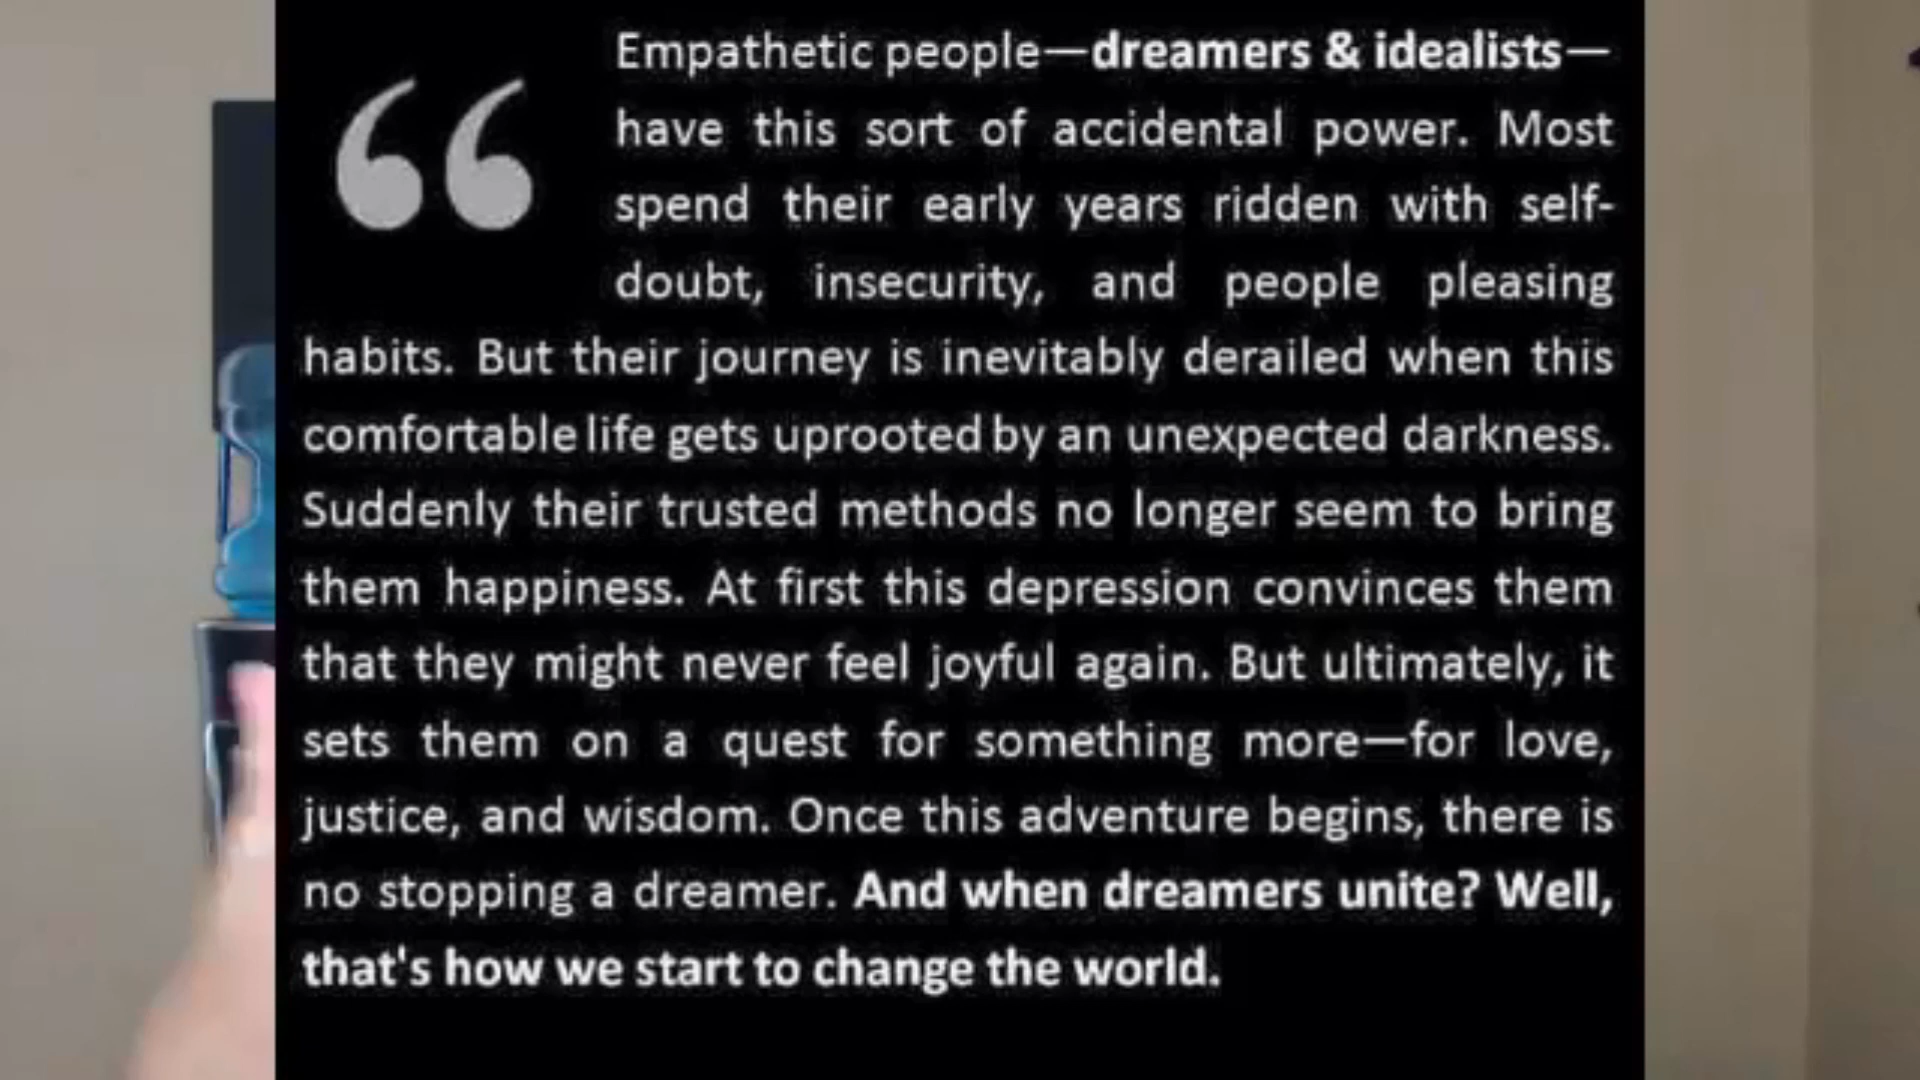 Empathetic people—dreamers & idealists—
have this sort of accidental power. Most
spend their early years ridden with self-
doubt, insecurity, and people pleasing
habits. But their journey is inevitably derailed when this
comfortable life gets uprooted by an unexpected darkness.
Suddenly their trusted methods no longer seem to bring
them happiness. At first this depression convinces them
that they might never feel joyful again. But ultimately, it
sets them on a quest for something more—for love,
justice, and wisdom. Once this adventure begins, there is
no stopping a dreamer. And when dreamers unite? Well,
that's how we start to change the world.